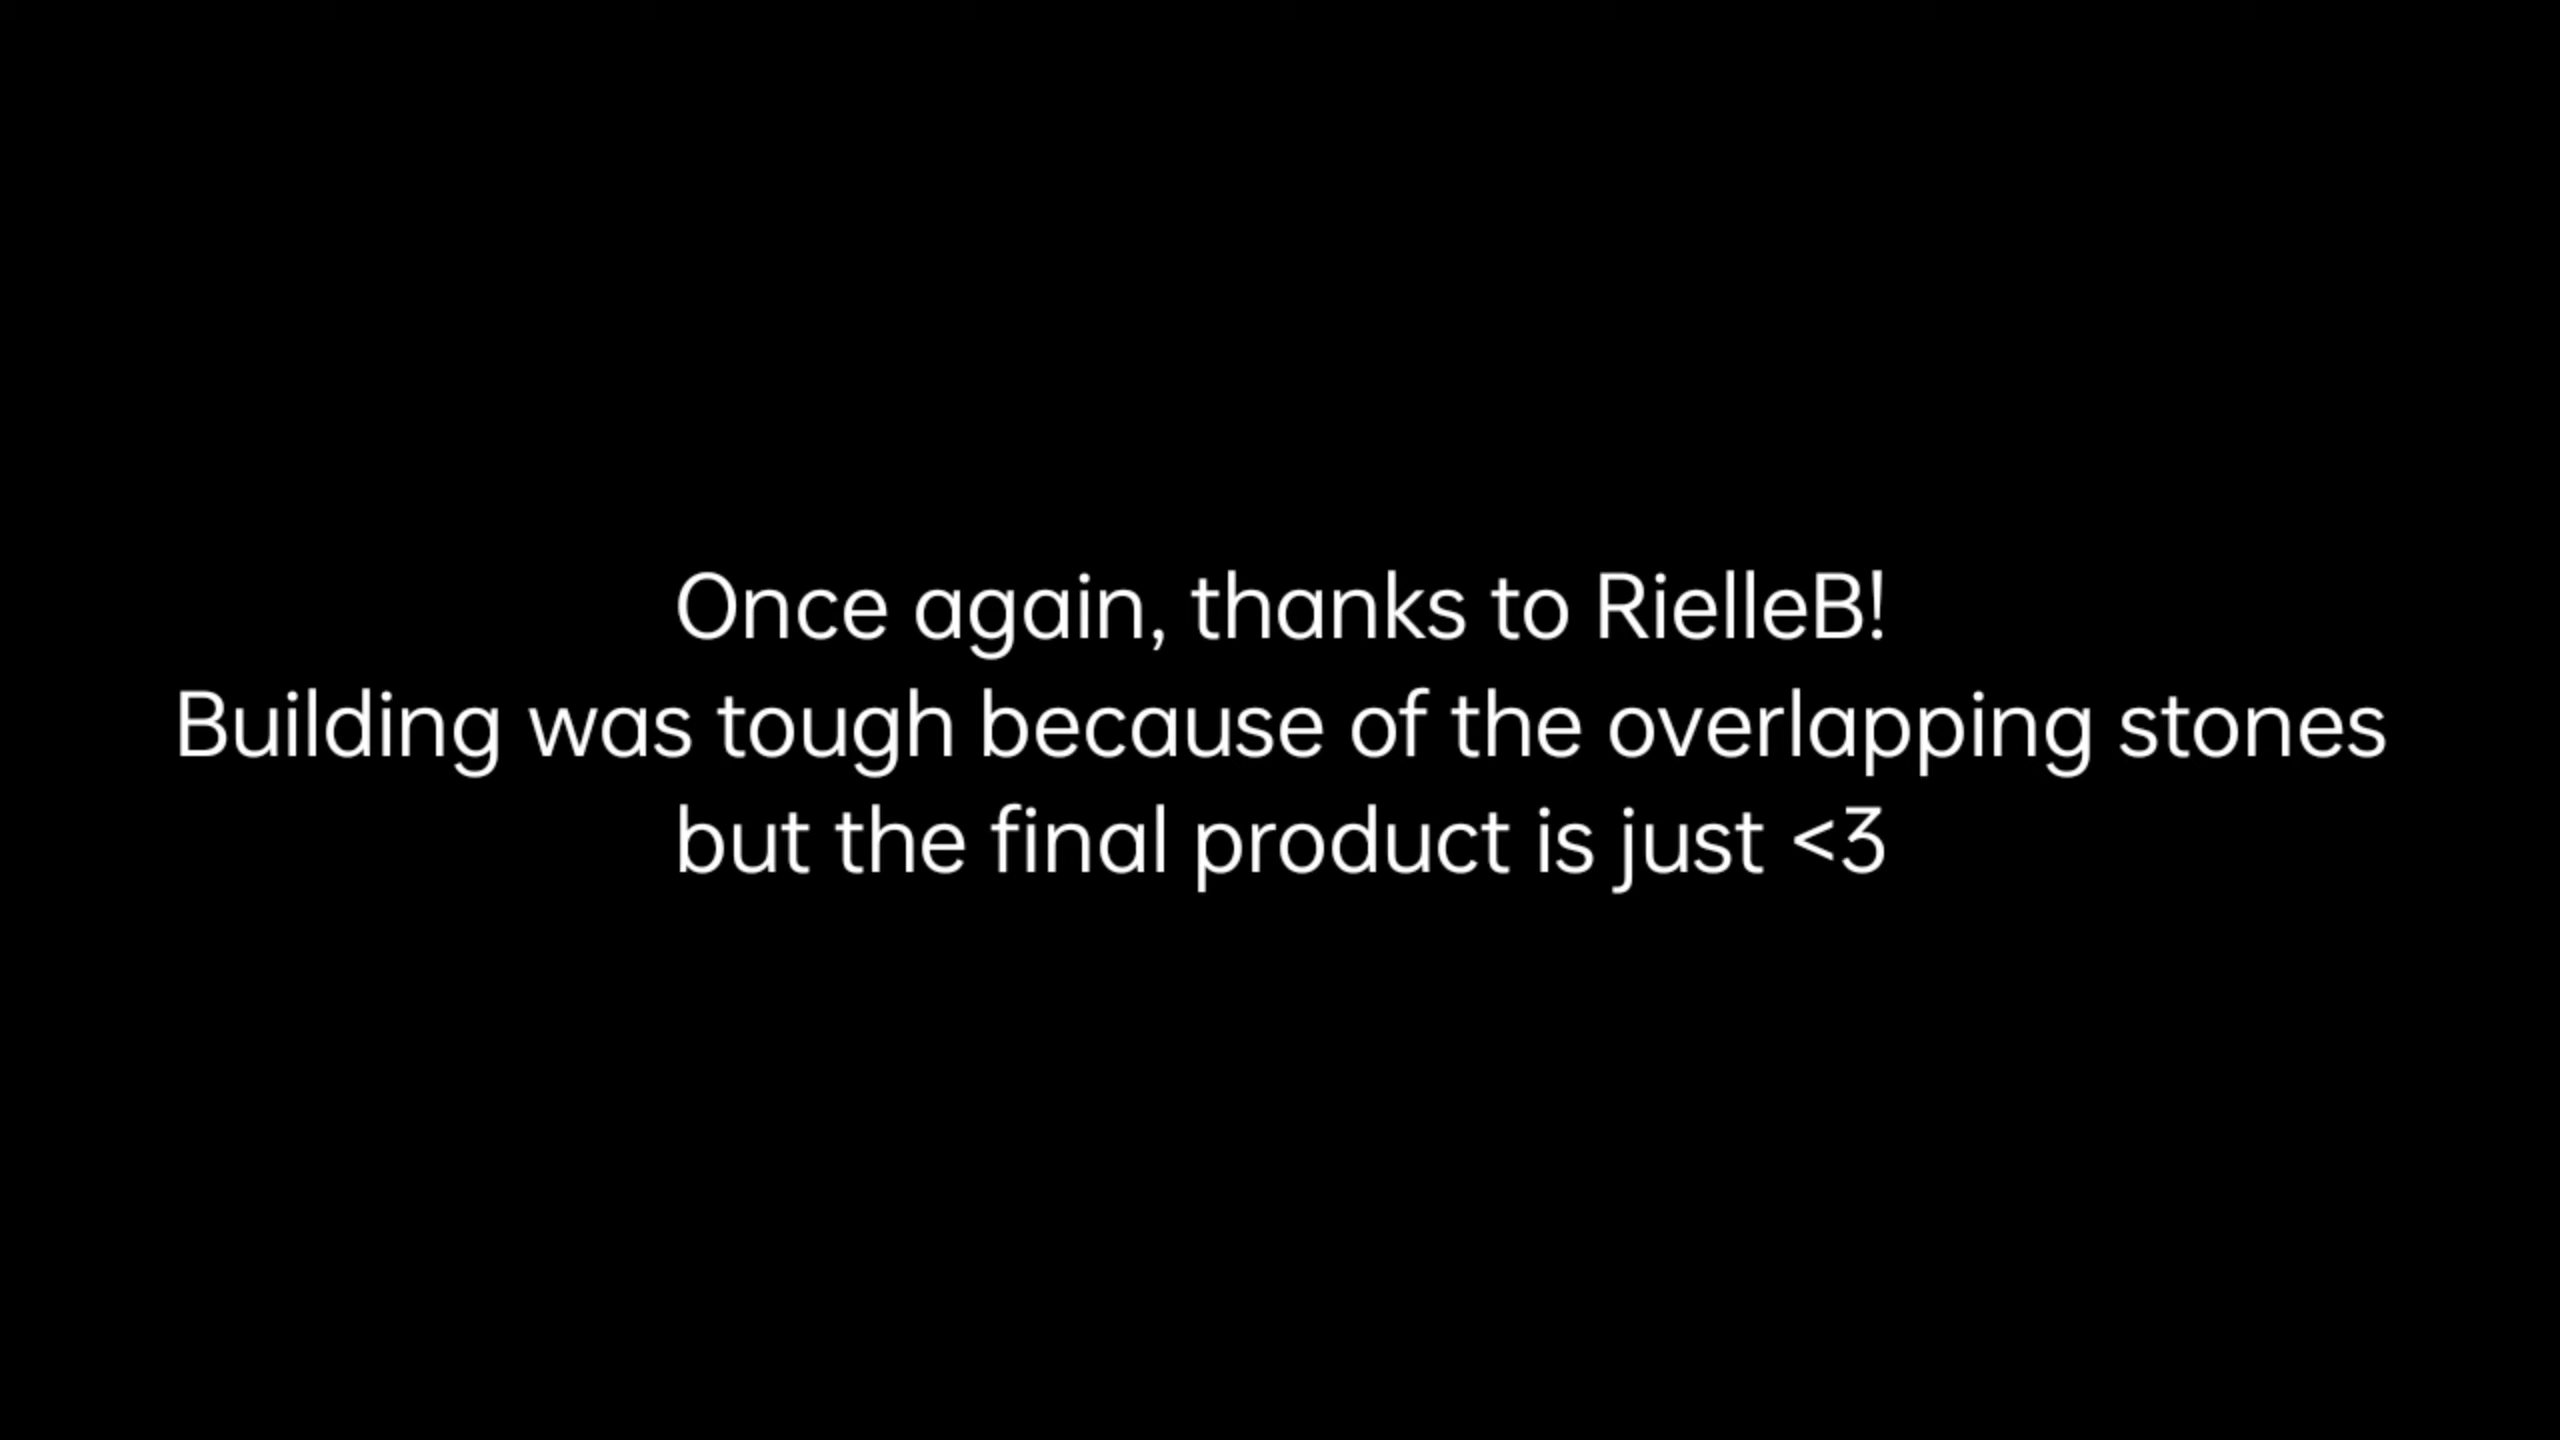 Once again, thanks to RielleB!
Building was tough because of the overlapping stones
but the final product is just <3